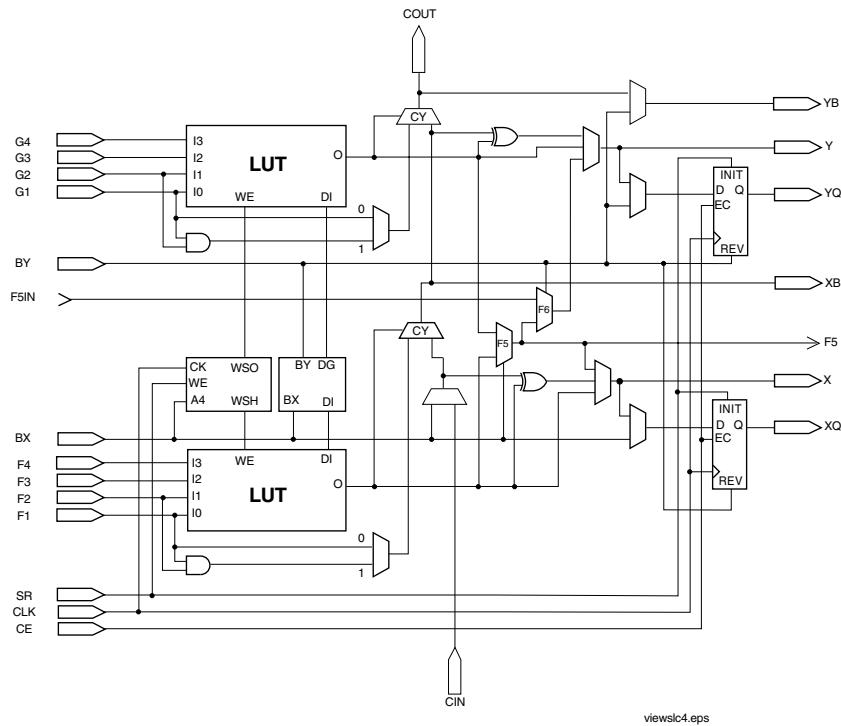 COUT
YB
CY
G4
I3
G3
I2
LUT
O
Y
G2
I1
G1
I0
INIT
D Q
YQ
WE
DI
EC
0
1
REV
BY
XB
F5IN
F6
CY
F5
F5
CK
WSO
BY DG
WE
X
A4
WSH
BX
DI
INIT
BX
D Q
XQ
EC
F4
I3
WE
DI
F3
I2
LUT
O
F2
I1
REV
F1
I0
0
1
SR
CLK
CE
CIN
viewslc4.eps